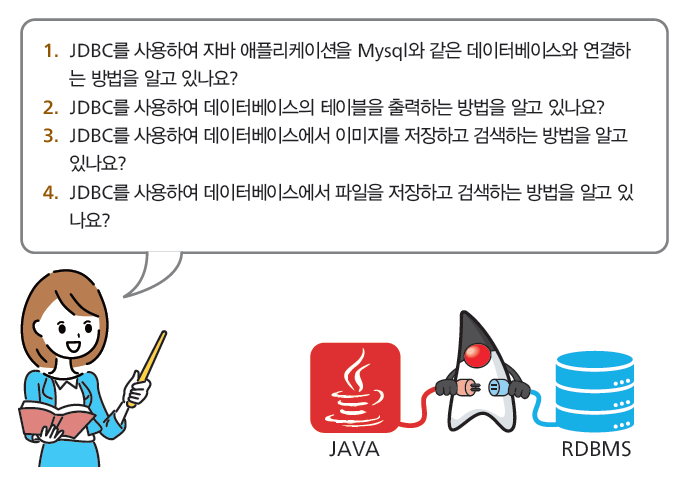 1. JDBC를 사용하여 자바 애플리케이션을 Mysql와 같은 데이터베이스와 연결하
는 방법을 알고 있나요?
2. JDBC를 사용하여 데이터베이스의 테이블을 출력하는 방법을 알고 있나요?
3. JDBC를 사용하여 데이터베이스에서 이미지를 저장하고 검색하는 방법을 알고
있나요?
4. JDBC를 사용하여 데이터베이스에서 파일을 저장하고 검색하는 방법을 알고 있
나요?
JAVA
RDBMS